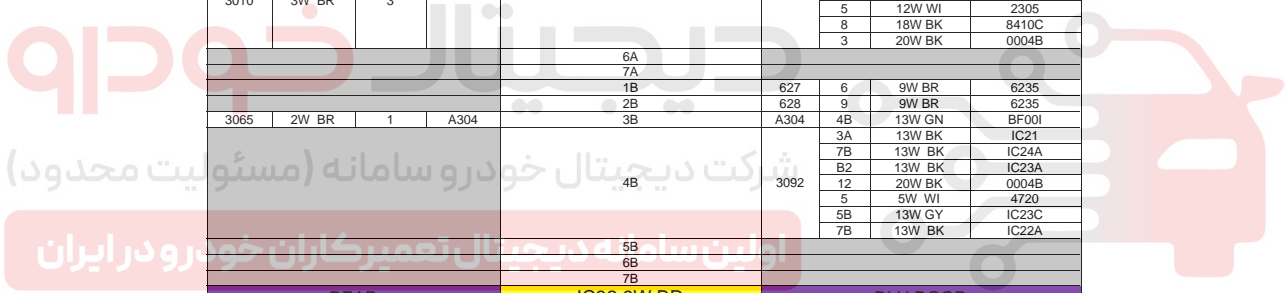 3010 3W BR 3
5 12W WI 2305
8 18W BK 8410C
3 20W BK 0004B
6A
7A
1B 627 6 9W BR 6235
2B 628 9 9W BR 6235
3065 2W BR 1 A304 3B A304 4B 13W GN BF00I
3A 13W BK IC21
7B 13W BK IC24A
B2 13W BK IC23A
4B 3092 12 20W BK 0004B
5 5W WI 4720
5B 13W GY IC23C
7B 13W BK IC22A
5B
6B
7B
دیجیتال خودرو
شرکت دیجیتال خودرو سامانه (مسئولیت محدود)
اولین سامانه دیجیتال تعمیرکاران خودرو در ایران